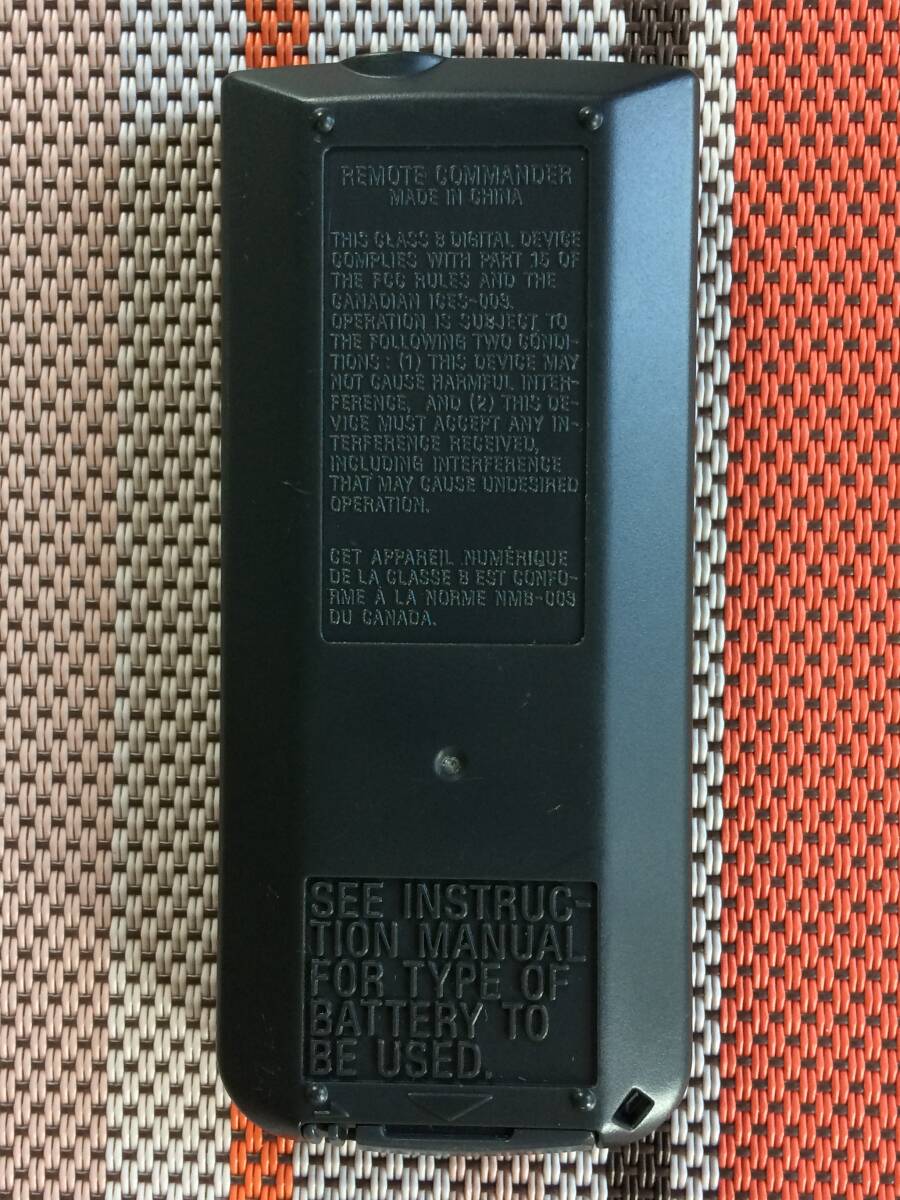 REMOTE COMMANDER
MADE IN CHINA
THIS CLASS B DIGITAL DEVICE
COMPLIES WITH PART 15 OF
THE FCC RULES AND THE
CANADIAN ICES-003.
OPERATION IS SUBJECT TO
THE FOLLOWING TWO CONDI-
TIONS : (1) THIS DEVICE MAY
NOT CAUSE HARMFUL INTER-
FERENCE, AND (2) THIS DE-
VICE MUST ACCEPT ANY IN-
TERFERENCE RECEIVED,
INCLUDING INTERFERENCE
THAT MAY CAUSE UNDESIRED
OPERATION.
CET APPAREIL NUMÉRIQUE
DE LA CLASSE B EST CONFO-
RME À LA NORME NMB-003
DU CANADA.
SEE INSTRUC-
TION MANUAL
FOR TYPE OF
BATTERY TO
BE USED.